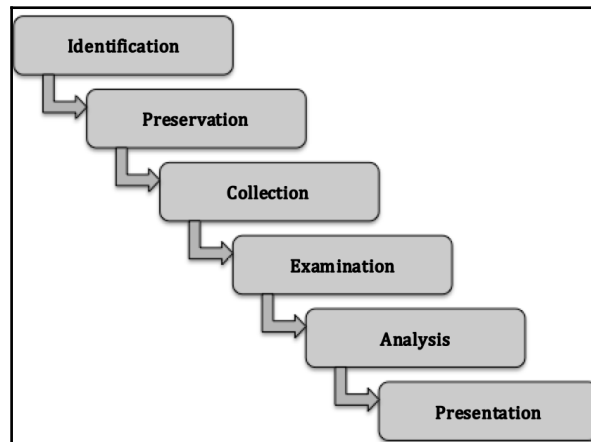 Identification
Preservation
Collection
Examination
Analysis
Presentation